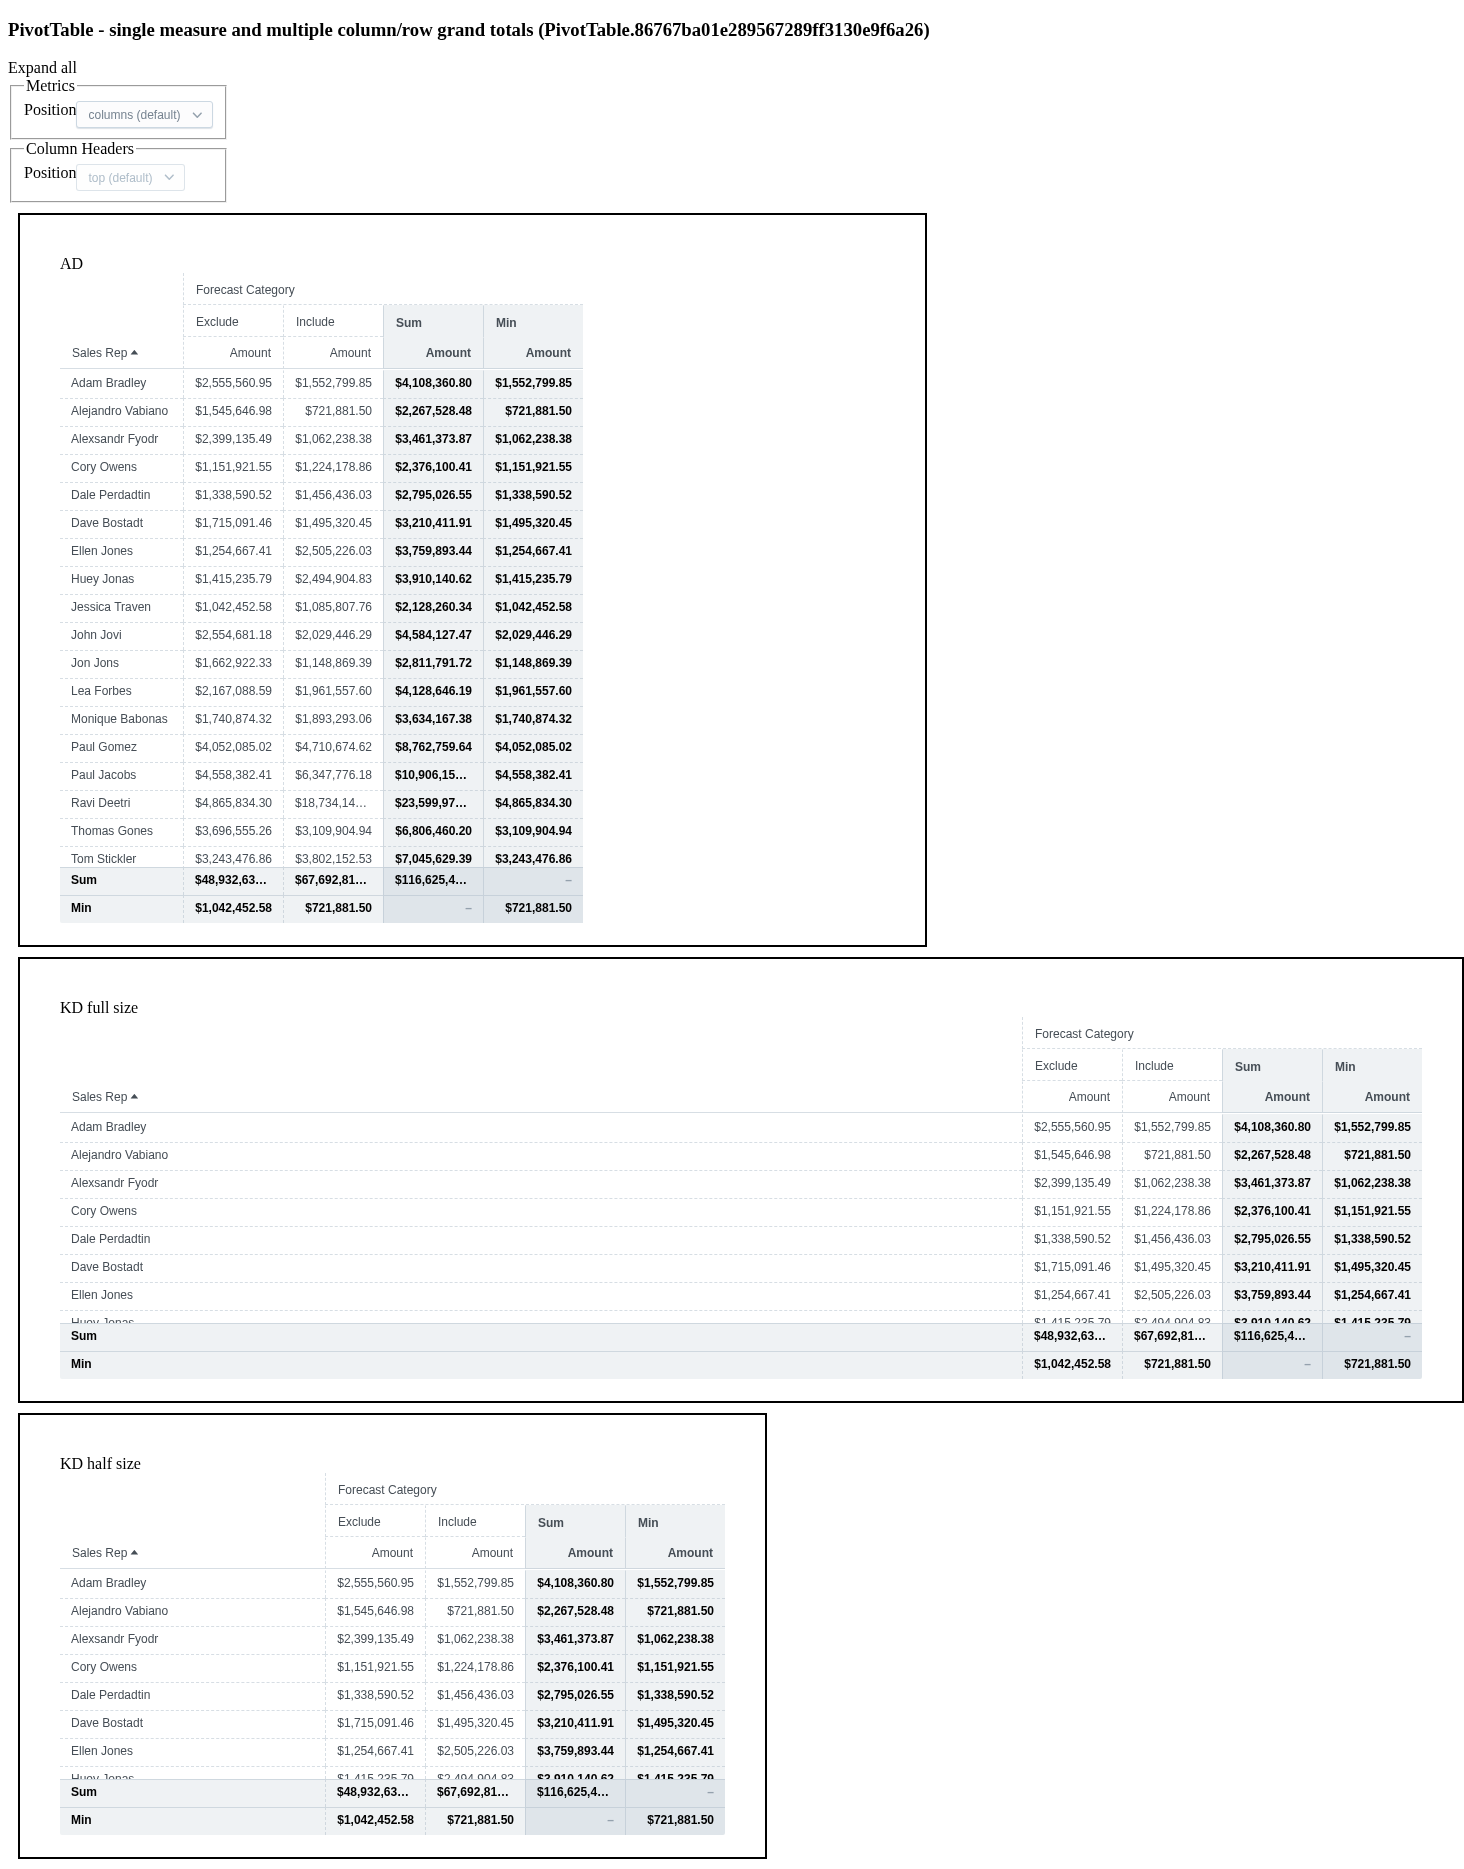 PivotTable - single measure and multiple column/row grand totals (PivotTable.86767ba01e289567289ff3130e9f6a26)
Expand all
Metrics
Position columns (default)
Column Headers
Position top (default)
AD
Forecast Category
Exclude Include Sum Min
Sales Rep Amount Amount Amount Amount
Adam Bradley $2,555,560.95 $1,552,799.85 $4,108,360.80 $1,552,799.85
Alejandro Vabiano $1,545,646.98 $721,881.50 $2,267,528.48 $721,881.50
Alexsandr Fyodr $2,399,135.49 $1,062,238.38 $3,461,373.87 $1,062,238.38
Cory Owens $1,151,921.55 $1,224,178.86 $2,376,100.41 $1,151,921.55
Dale Perdadtin $1,338,590.52 $1,456,436.03 $2,795,026.55 $1,338,590.52
Dave Bostadt $1,715,091.46 $1,495,320.45 $3,210,411.91 $1,495,320.45
Ellen Jones $1,254,667.41 $2,505,226.03 $3,759,893.44 $1,254,667.41
Huey Jonas $1,415,235.79 $2,494,904.83 $3,910,140.62 $1,415,235.79
Jessica Traven $1,042,452.58 $1,085,807.76 $2,128,260.34 $1,042,452.58
John Jovi $2,554,681.18 $2,029,446.29 $4,584,127.47 $2,029,446.29
Jon Jons $1,662,922.33 $1,148,869.39 $2,811,791.72 $1,148,869.39
Lea Forbes $2,167,088.59 $1,961,557.60 $4,128,646.19 $1,961,557.60
Monique Babonas $1,740,874.32 $1,893,293.06 $3,634,167.38 $1,740,874.32
Paul Gomez $4,052,085.02 $4,710,674.62 $8,762,759.64 $4,052,085.02
Paul Jacobs $4,558,382.41 $6,347,776.18 $10,906,15… $4,558,382.41
Ravi Deetri $4,865,834.30 $18,734,14… $23,599,97… $4,865,834.30
Thomas Gones $3,696,555.26 $3,109,904.94 $6,806,460.20 $3,109,904.94
Tom Stickler $3,243,476.86 $3,802,152.53 $7,045,629.39 $3,243,476.86
Sum $48,932,63… $67,692,81… $116,625,4… –
Min $1,042,452.58 $721,881.50 – $721,881.50
KD full size
Forecast Category
Exclude Include Sum Min
Sales Rep Amount Amount Amount Amount
Adam Bradley $2,555,560.95 $1,552,799.85 $4,108,360.80 $1,552,799.85
Alejandro Vabiano $1,545,646.98 $721,881.50 $2,267,528.48 $721,881.50
Alexsandr Fyodr $2,399,135.49 $1,062,238.38 $3,461,373.87 $1,062,238.38
Cory Owens $1,151,921.55 $1,224,178.86 $2,376,100.41 $1,151,921.55
Dale Perdadtin $1,338,590.52 $1,456,436.03 $2,795,026.55 $1,338,590.52
Dave Bostadt $1,715,091.46 $1,495,320.45 $3,210,411.91 $1,495,320.45
Ellen Jones $1,254,667.41 $2,505,226.03 $3,759,893.44 $1,254,667.41
Huey Jonas $1,415,235.79 $2,494,904.83 $3,910,140.62 $1,415,235.79
Sum $48,932,63… $67,692,81… $116,625,4… –
Min $1,042,452.58 $721,881.50 – $721,881.50
KD half size
Forecast Category
Exclude Include Sum Min
Sales Rep Amount Amount Amount Amount
Adam Bradley $2,555,560.95 $1,552,799.85 $4,108,360.80 $1,552,799.85
Alejandro Vabiano $1,545,646.98 $721,881.50 $2,267,528.48 $721,881.50
Alexsandr Fyodr $2,399,135.49 $1,062,238.38 $3,461,373.87 $1,062,238.38
Cory Owens $1,151,921.55 $1,224,178.86 $2,376,100.41 $1,151,921.55
Dale Perdadtin $1,338,590.52 $1,456,436.03 $2,795,026.55 $1,338,590.52
Dave Bostadt $1,715,091.46 $1,495,320.45 $3,210,411.91 $1,495,320.45
Ellen Jones $1,254,667.41 $2,505,226.03 $3,759,893.44 $1,254,667.41
Huey Jonas $1,415,235.79 $2,494,904.83 $3,910,140.62 $1,415,235.79
Sum $48,932,63… $67,692,81… $116,625,4… –
Min $1,042,452.58 $721,881.50 – $721,881.50